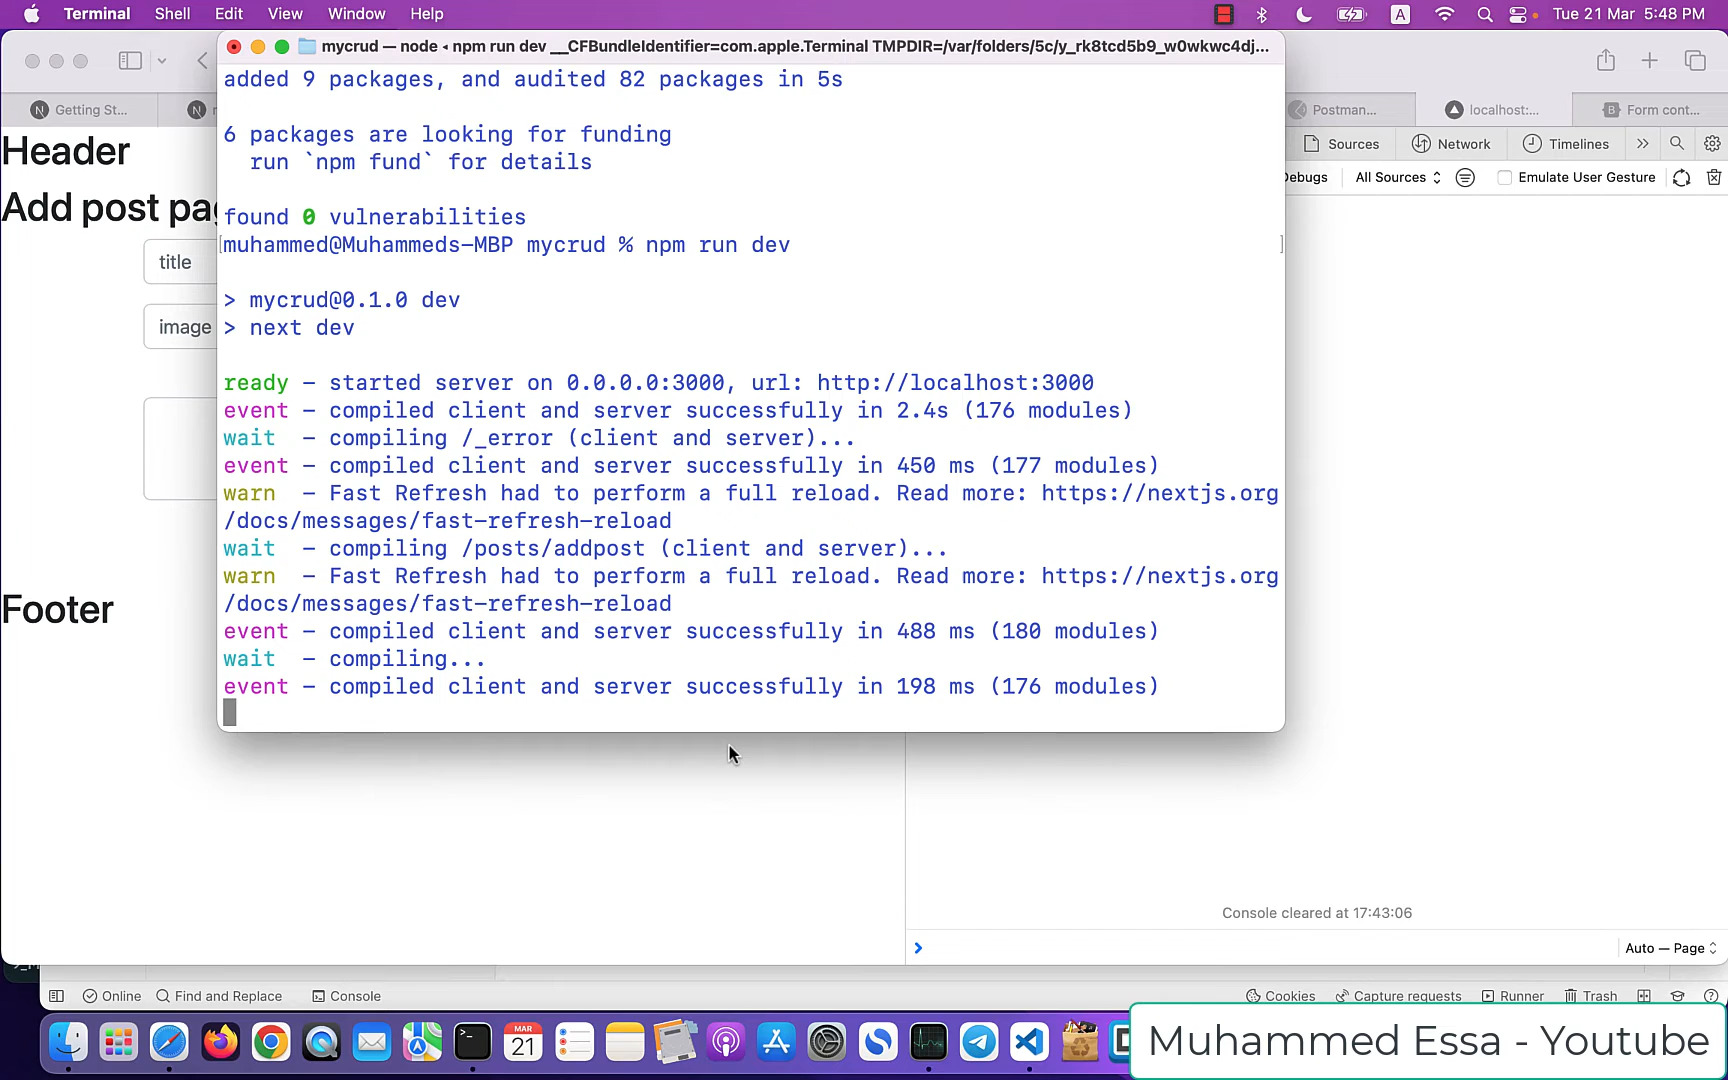 Terminal Shell Edit View Window Help
A Tue 21 Mar 5:48 PM
mycrud — node ◂ npm run dev __CFBundleIdentifier=com.apple.Terminal TMPDIR=/var/folders/5c/y_rk8tcd5b9_w0wkwc4dj...
added 9 packages, and audited 82 packages in 5s
6 packages are looking for funding
run `npm fund` for details
found 0 vulnerabilities
muhammed@Muhammeds-MBP mycrud % npm run dev
> mycrud@0.1.0 dev
> next dev
ready - started server on 0.0.0.0:3000, url: http://localhost:3000
event - compiled client and server successfully in 2.4s (176 modules)
wait - compiling /_error (client and server)...
event - compiled client and server successfully in 450 ms (177 modules)
warn - Fast Refresh had to perform a full reload. Read more: https://nextjs.org
/docs/messages/fast-refresh-reload
wait - compiling /posts/addpost (client and server)...
warn - Fast Refresh had to perform a full reload. Read more: https://nextjs.org
/docs/messages/fast-refresh-reload
event - compiled client and server successfully in 488 ms (180 modules)
wait - compiling...
event - compiled client and server successfully in 198 ms (176 modules)
N Getting St... N
Postman... localhost:... B Form cont...
Sources Network Timelines
ebugs All Sources Emulate User Gesture
Header
Add post pag
title
image
Footer
Console cleared at 17:43:06
Auto — Page
Online Find and Replace Console
Cookies Capture requests Runner Trash
MAR
21
Muhammed Essa - Youtube